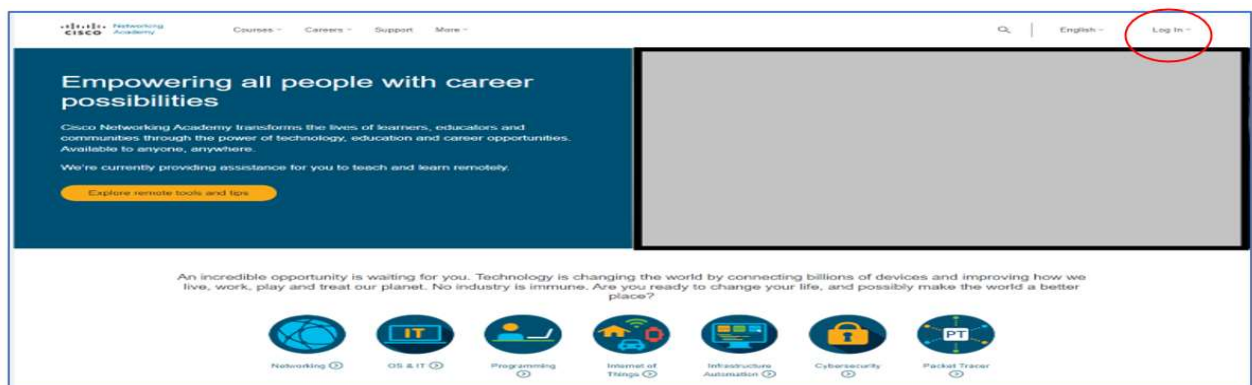 CISCO Networking Academy Courses Careers Support More English Log In
Empowering all people with career
possibilities
Cisco Networking Academy transforms the lives of learners, educators and
communities through the power of technology, education and career opportunities.
Available to anyone, anywhere.
We're currently providing assistance for you to teach and learn remotely.
Explore remote tools and tips
An incredible opportunity is waiting for you. Technology is changing the world by connecting billions of devices and improving how we
live, work, play and treat our planet. No industry is immune. Are you ready to change your life, and possibly make the world a better
place?
IT
PT
Networking
OS & IT
Programming
Internet of
Things
Infrastructure
Automation
Cybersecurity
Packet Tracer